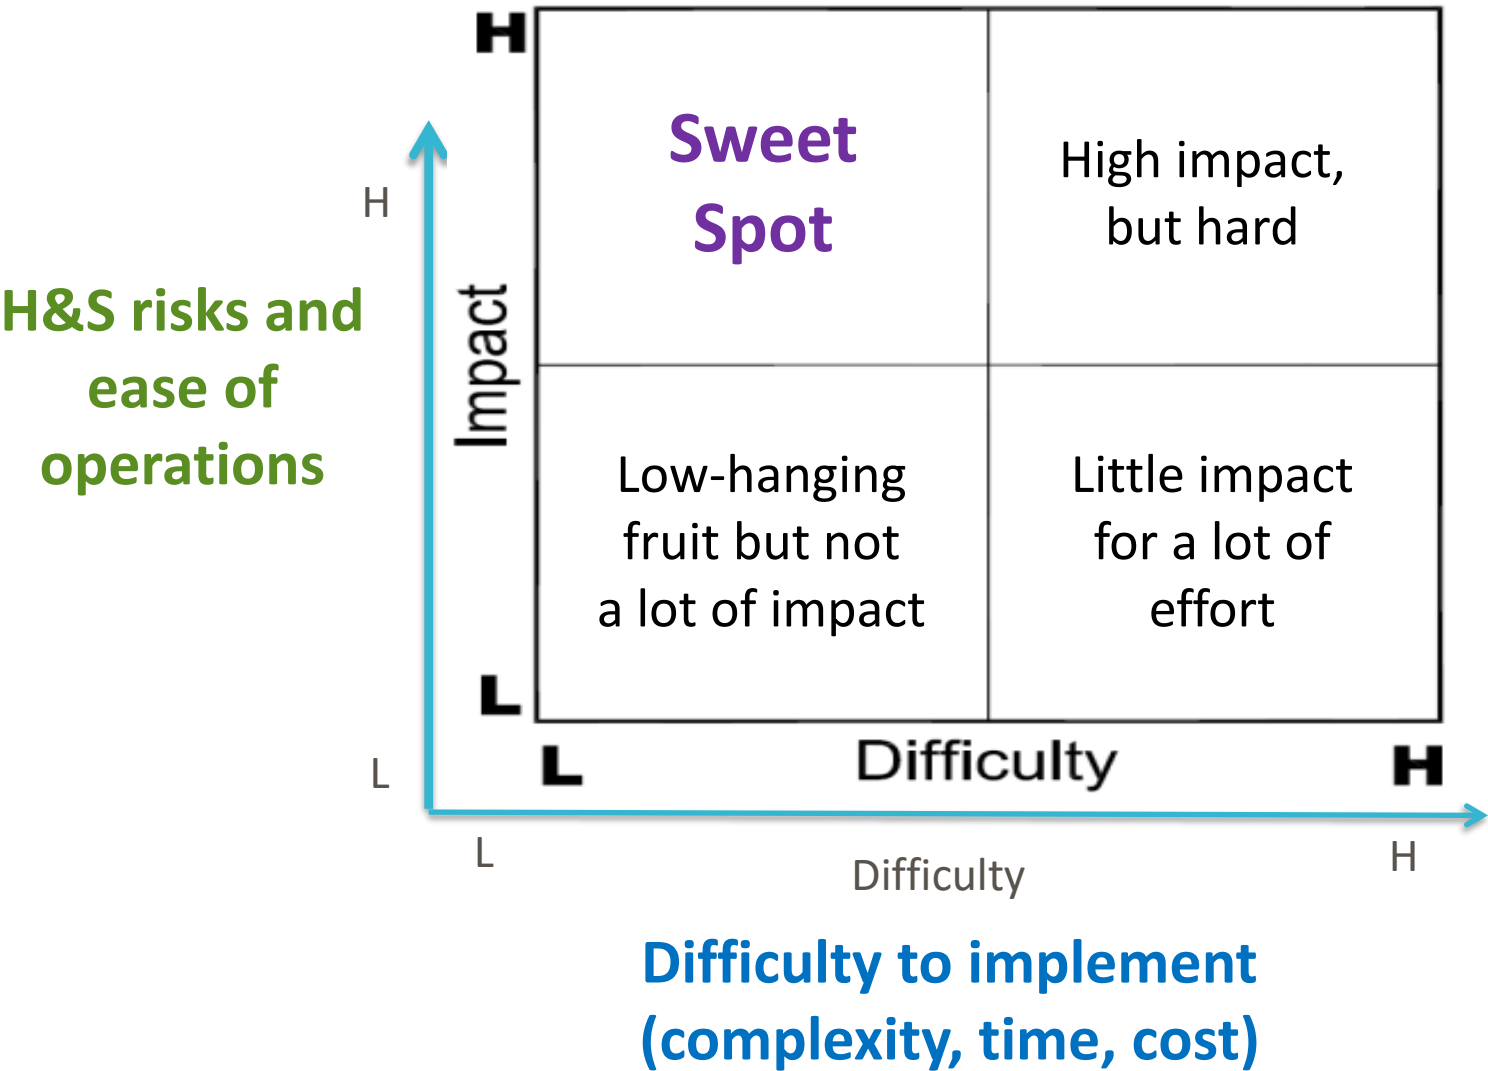 H
Sweet
Spot
High impact,
but hard
H
Impact
H&S risks and
ease of
operations
Low-hanging
fruit but not
a lot of impact
Little impact
for a lot of
effort
L
L
L
Difficulty
H
L
Difficulty
H
Difficulty to implement
(complexity, time, cost)